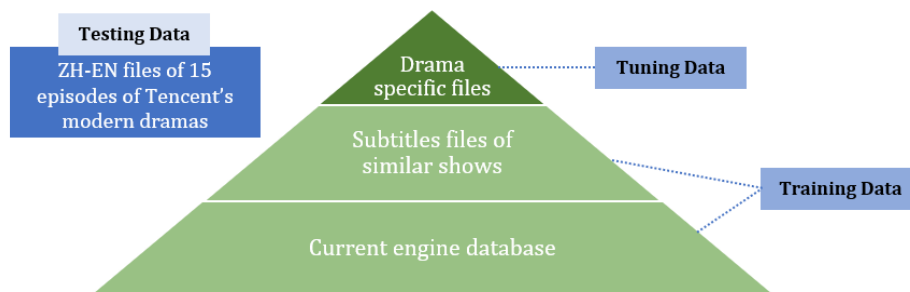 Testing Data
ZH-EN files of 15
episodes of Tencent's
modern dramas
Drama
specific files
Tuning Data
Subtitles files of
similar shows
Training Data
Current engine database